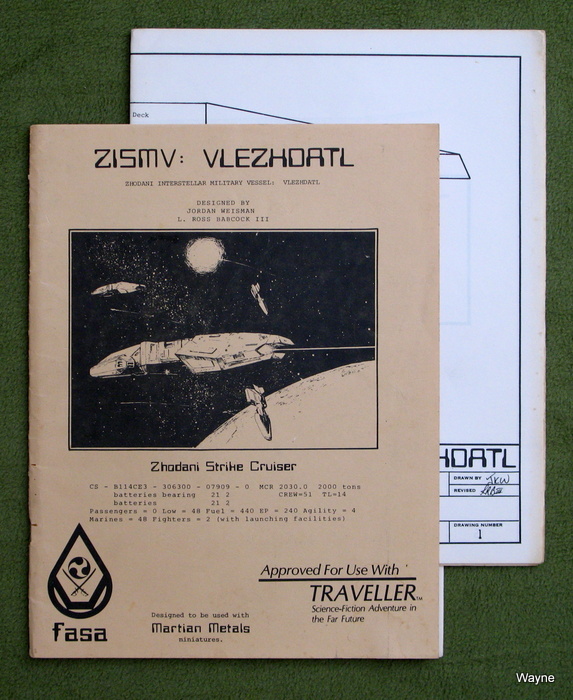 Deck
ZISMV: VLEZHDATL
ZHODANI INTERSTELLAR MILITARY VESSEL: VLEZHDATL
DESIGNED BY
JORDAN WEISMAN
L. ROSS BABCOCK III
Zhodani Strike Cruiser
CS - B114CE3 - 306300 - 07909 - 0 MCR 2030.0 2000 tons
batteries bearing 21 2 CREW=51 TL=14
batteries 21 2
Passengers = 0 Low = 48 Fuel = 440 EP = 240 Agility = 4
Marines = 48 Fighters = 2 (with launching facilities)
fasa
Designed to be used with
Martian Metals
miniatures.
Approved For Use With
TRAVELLER TM
Science-Fiction Adventure in
the Far Future
HDATL
DRAWN BY JKW
REVISED
DRAWING NUMBER
1
Wayne